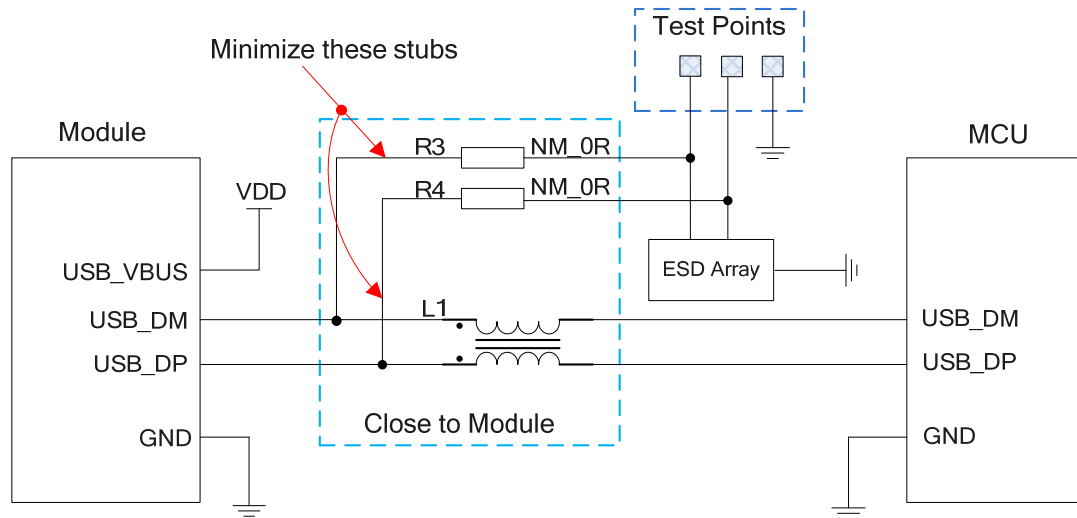 Test Points
Minimize these stubs
Module
MCU
R3 NM_0R
R4 NM_0R
VDD
ESD Array
USB_VBUS
USB_DM
L1
USB_DM
USB_DP
USB_DP
Close to Module
GND
GND